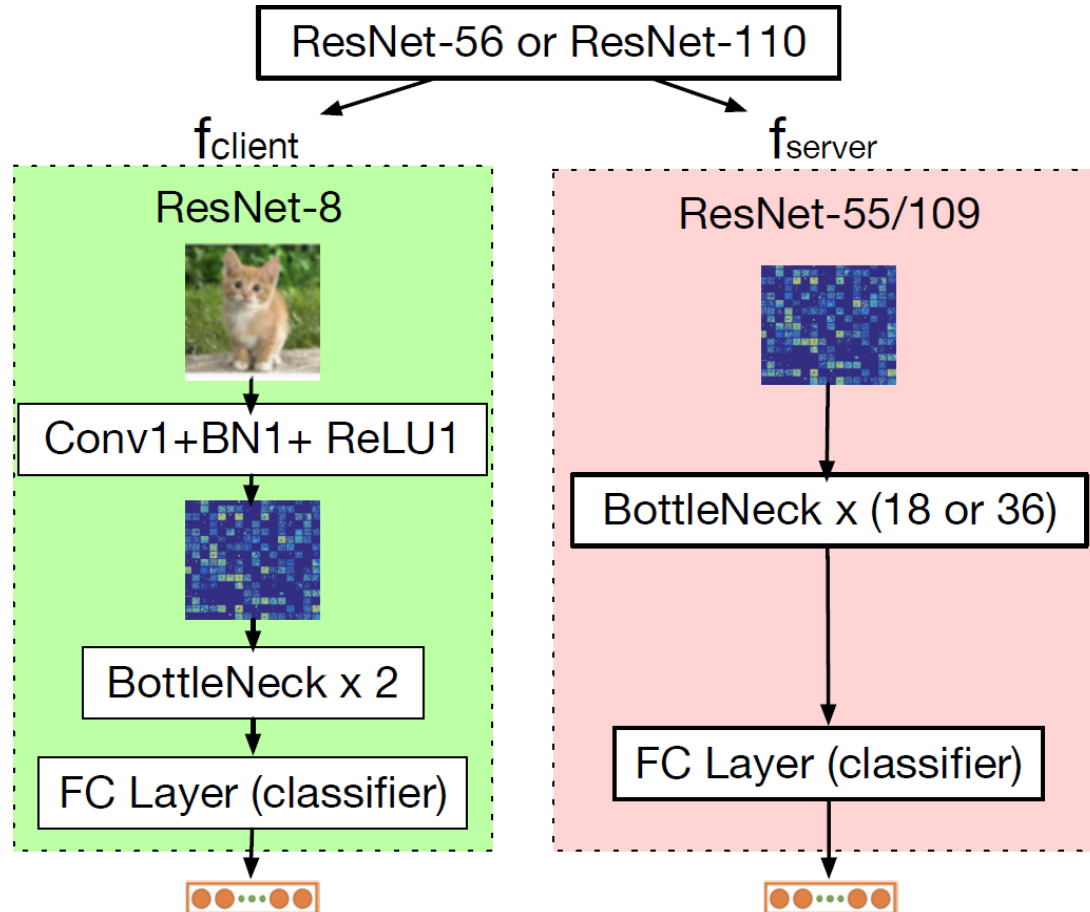 ResNet-56 or ResNet-110
fclient
ResNet-8
Conv1+BN1+ ReLU1
BottleNeck x 2
FC Layer (classifier)
fserver
ResNet-55/109
BottleNeck x (18 or 36)
FC Layer (classifier)